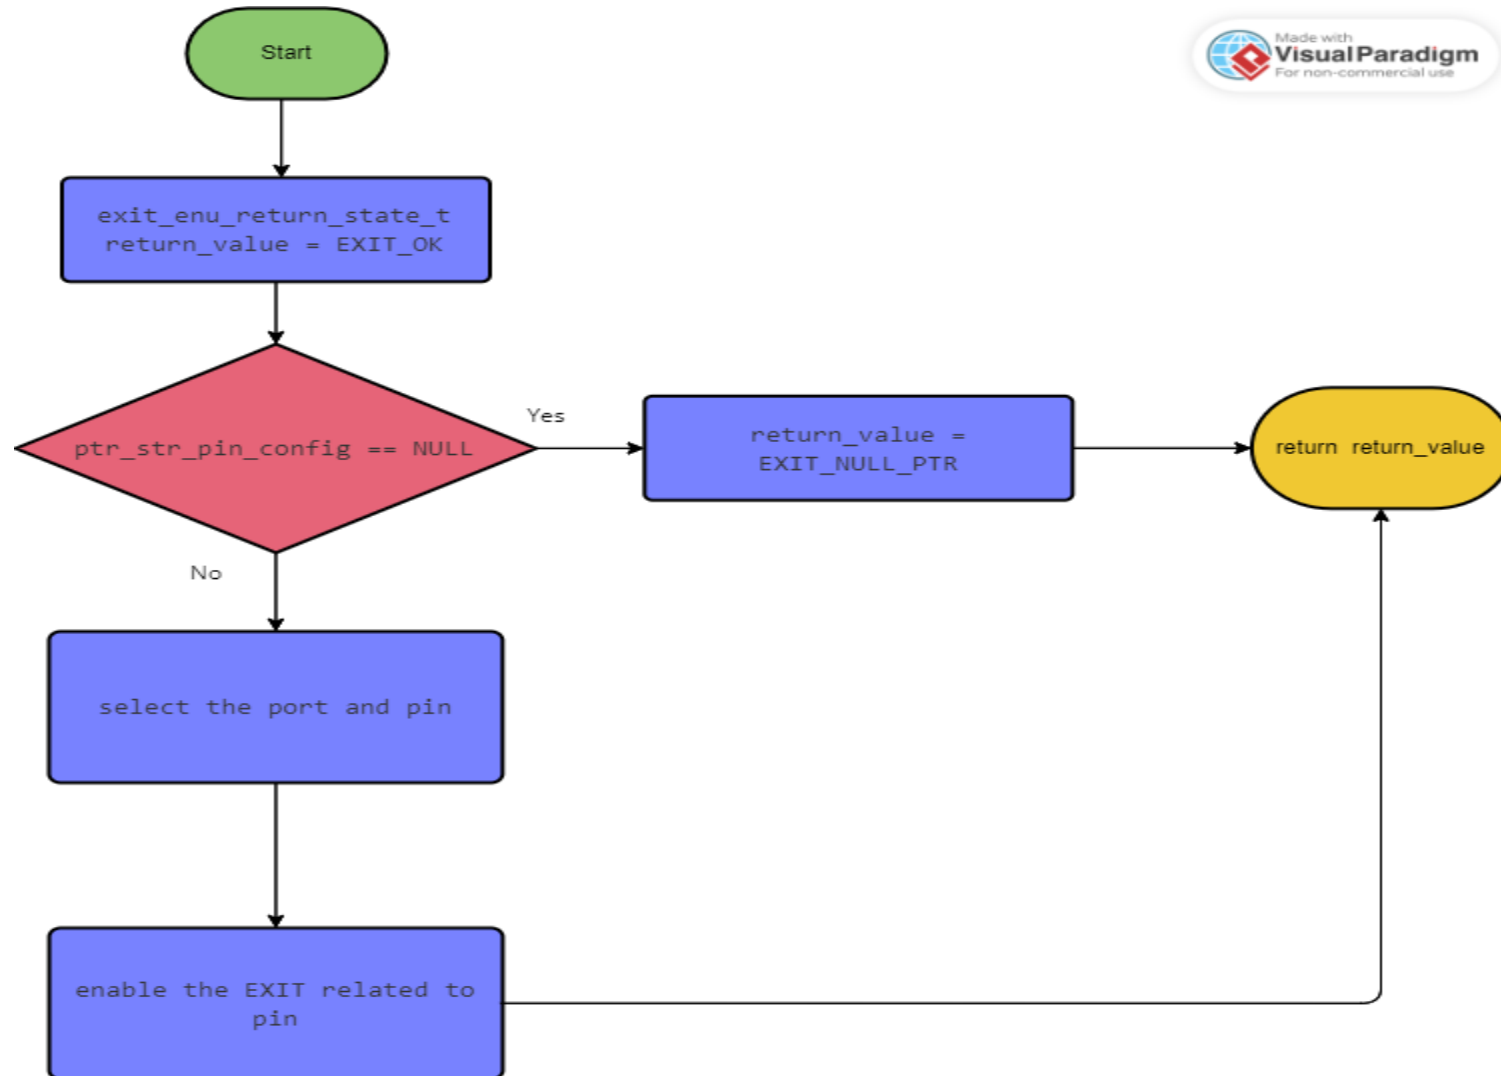 Start
Made with
Visual Paradigm
For non-commercial use
exit_enu_return_state_t
return_value = EXIT_OK
ptr_str_pin_config == NULL
Yes
return_value =
EXIT_NULL_PTR
return return_value
No
select the port and pin
enable the EXIT related to
pin